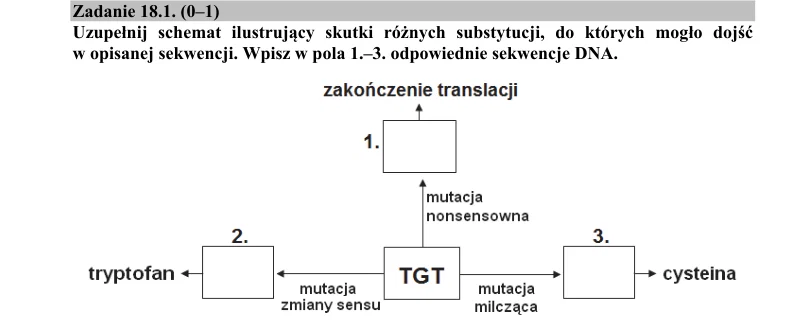 Zadanie 18.1. (0–1)
Uzupełnij schemat ilustrujący skutki różnych substytucji, do których mogło dojść
w opisanej sekwencji. Wpisz w pola 1.–3. odpowiednie sekwencje DNA.
zakończenie translacji
1.
mutacja
nonsensowna
2.
3.
tryptofan
TGT
cysteina
mutacja
zmiany sensu
mutacja
milcząca